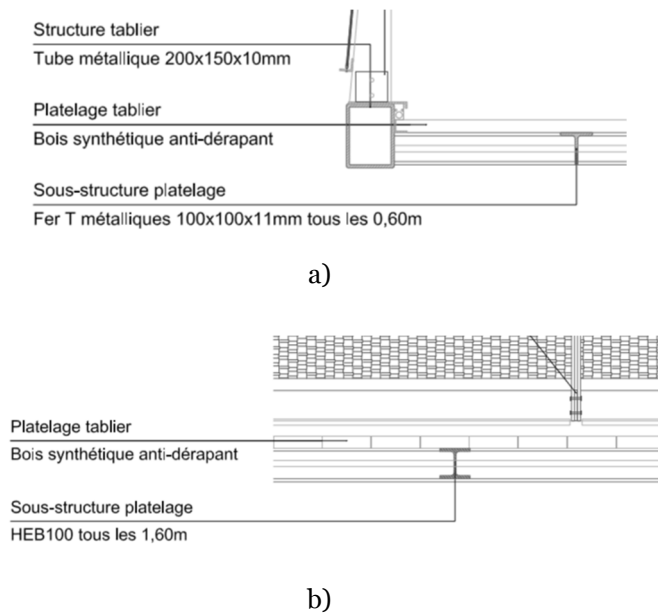 Structure tablier
Tube métallique 200x150x10mm
Platelage tablier
Bois synthétique anti-dérapant
Sous-structure platelage
Fer T métalliques 100x100x11mm tous les 0,60m
a)
Platelage tablier
Bois synthétique anti-dérapant
Sous-structure platelage
HEB100 tous les 1,60m
b)